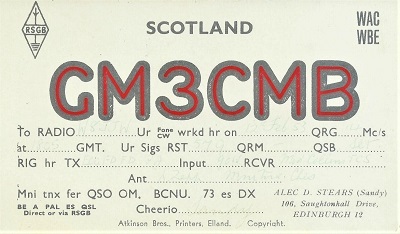 RSGB
SCOTLAND
WAC
WBE
GM3CMB
To RADIO Ur Fone CW wrkd hr on QRG Mc/s
at GMT. Ur Sigs RST QRM QSB
RIG hr TX Input RCVR
Ant
Mni tnx fer QSO OM, BCNU. 73 es DX
BE A PAL ES QSL
Direct or via RSGB
Cheerio
ALEC D. STEARS (Sandy)
106, Saughtonhall Drive,
EDINBURGH 12
Atkinson Bros., Printers, Elland. Copyright.